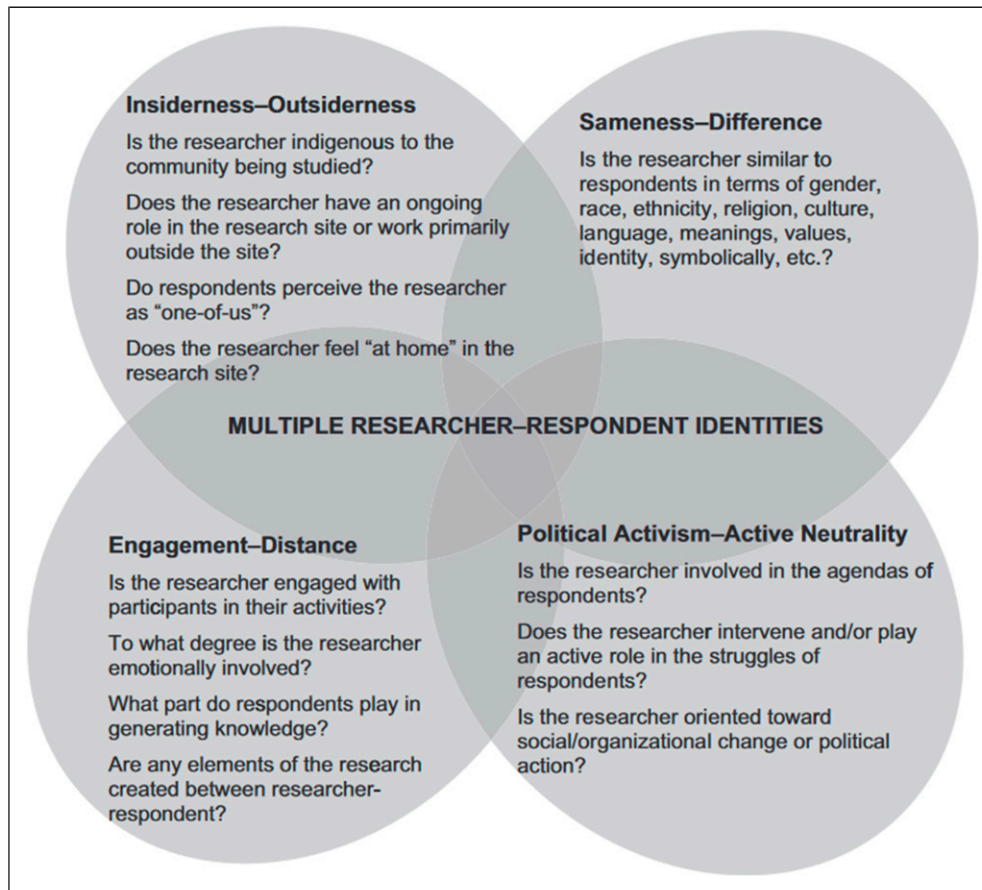 Insiderness–Outsiderness
Is the researcher indigenous to the
community being studied?
Does the researcher have an ongoing
role in the research site or work primarily
outside the site?
Do respondents perceive the researcher
as “one-of-us”?
Does the researcher feel “at home” in the
research site?
Sameness–Difference
Is the researcher similar to
respondents in terms of gender,
race, ethnicity, religion, culture,
language, meanings, values,
identity, symbolically, etc.?
MULTIPLE RESEARCHER–RESPONDENT IDENTITIES
Engagement–Distance
Is the researcher engaged with
participants in their activities?
To what degree is the researcher
emotionally involved?
What part do respondents play in
generating knowledge?
Are any elements of the research
created between researcher-
respondent?
Political Activism–Active Neutrality
Is the researcher involved in the agendas of
respondents?
Does the researcher intervene and/or play
an active role in the struggles of
respondents?
Is the researcher oriented toward
social/organizational change or political
action?